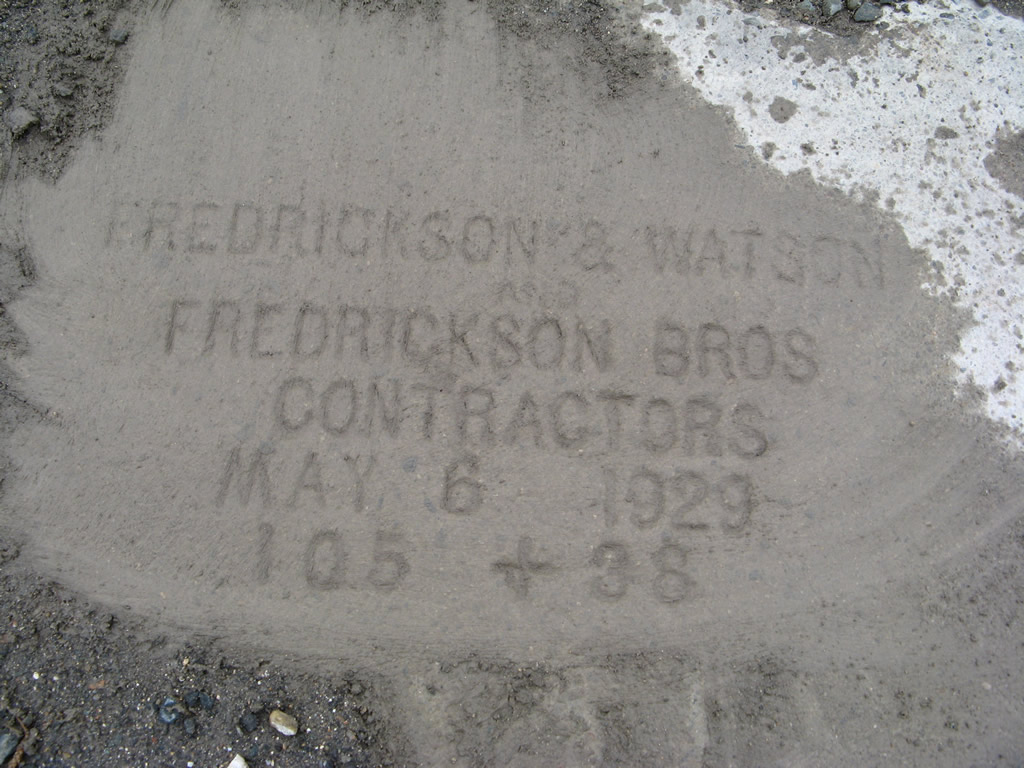 FREDRICKSON & WATSON
AND
FREDRICKSON BROS
CONTRACTORS
MAY 6 1929
105 + 38